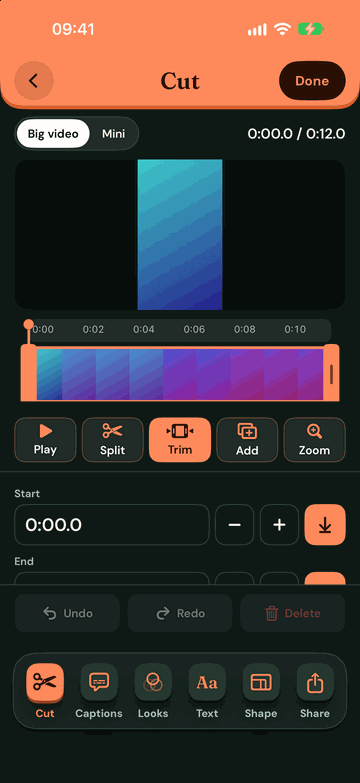 09:41
Cut
Done
Big video
Mini
0:00.0 / 0:12.0
0:00 0:02 0:04 0:06 0:08 0:10
Play
Split
Trim
Add
Zoom
Start
0:00.0
End
Undo
Redo
Delete
Cut
Captions
Looks
Aa
Text
Shape
Share